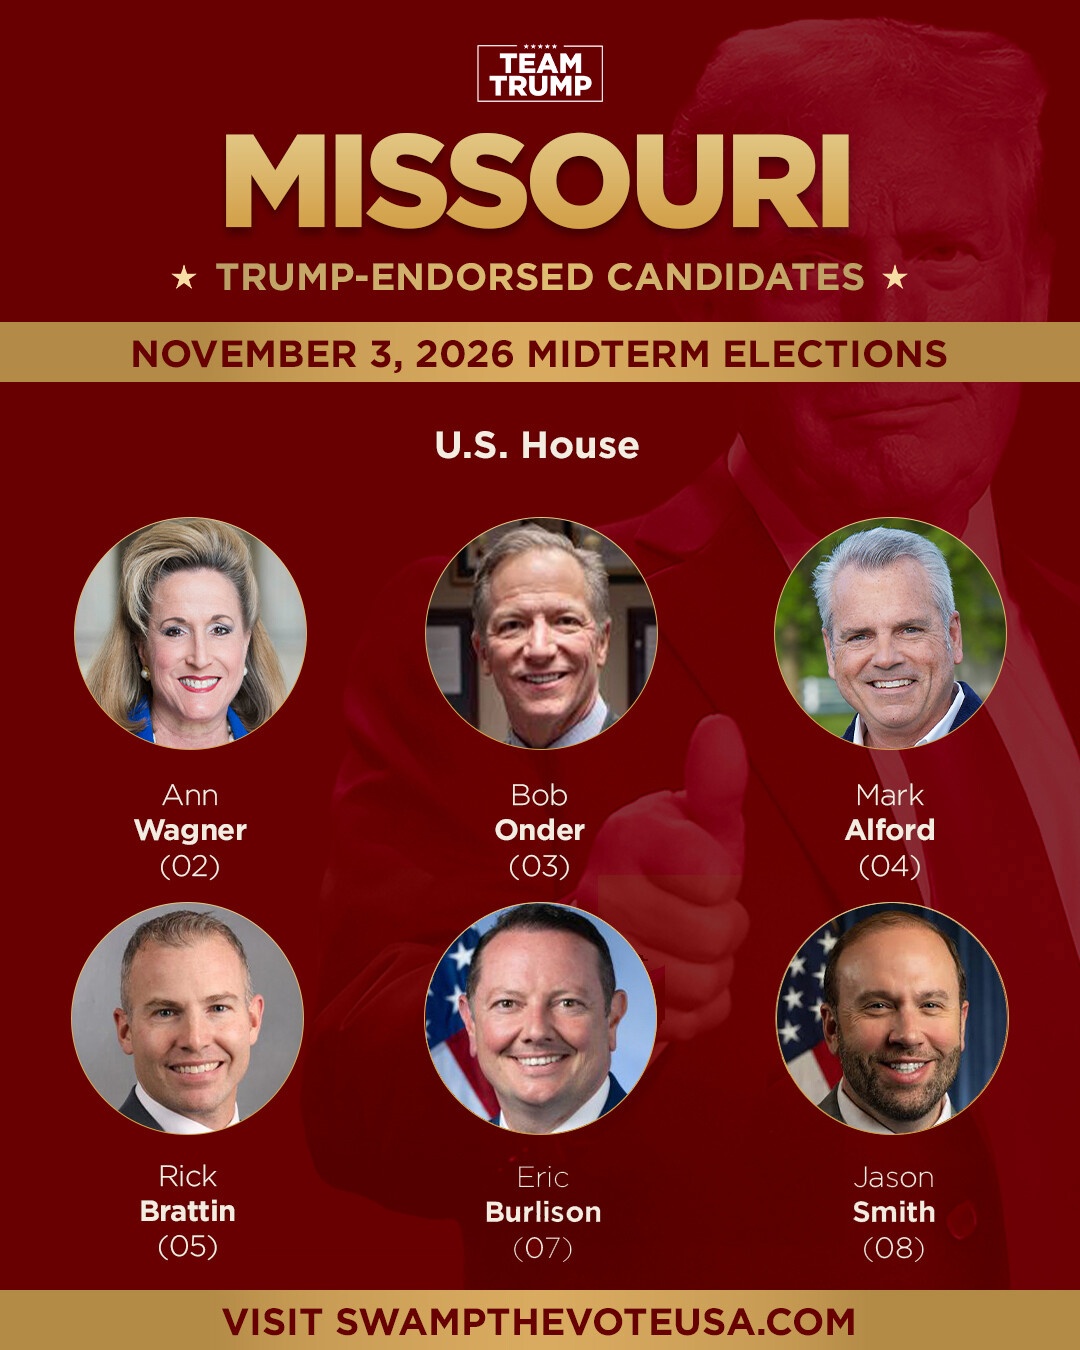 TEAM
TRUMP
MISSOURI
★ TRUMP-ENDORSED CANDIDATES ★
NOVEMBER 3, 2026 MIDTERM ELECTIONS
U.S. House
Ann
Wagner
(02)
Bob
Onder
(03)
Mark
Alford
(04)
Rick
Brattin
(05)
Eric
Burlison
(07)
Jason
Smith
(08)
VISIT SWAMPTHEVOTEUSA.COM